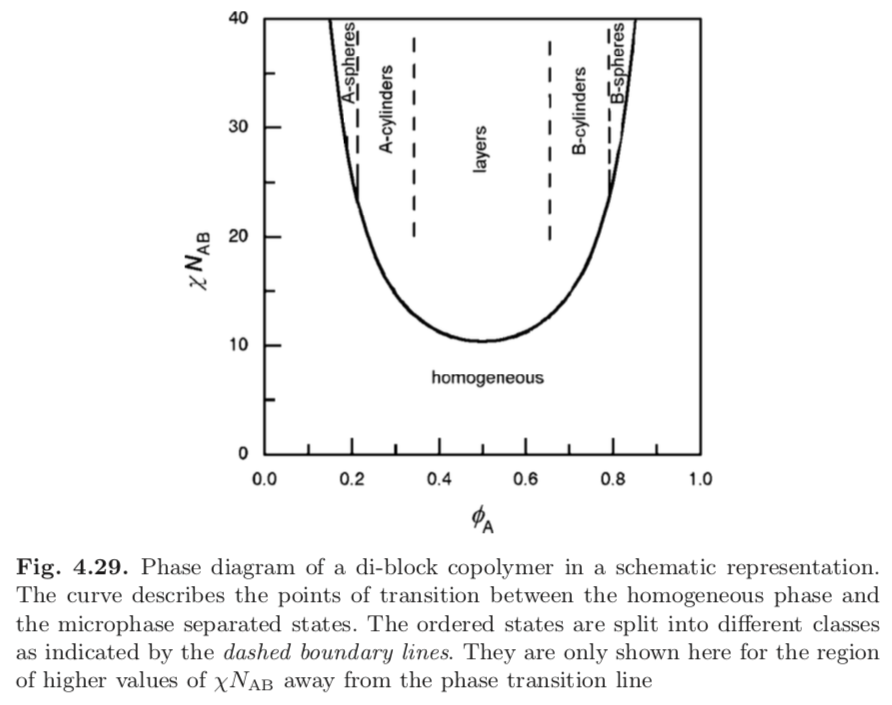 40
30
20
10
0
χ N_AB
A-spheres
A-cylinders
layers
B-cylinders
B-spheres
homogeneous
0.0 0.2 0.4 0.6 0.8 1.0
ϕ_A
Fig. 4.29. Phase diagram of a di-block copolymer in a schematic representation.
The curve describes the points of transition between the homogeneous phase and
the microphase separated states. The ordered states are split into different classes
as indicated by the dashed boundary lines. They are only shown here for the region
of higher values of χN_AB away from the phase transition line